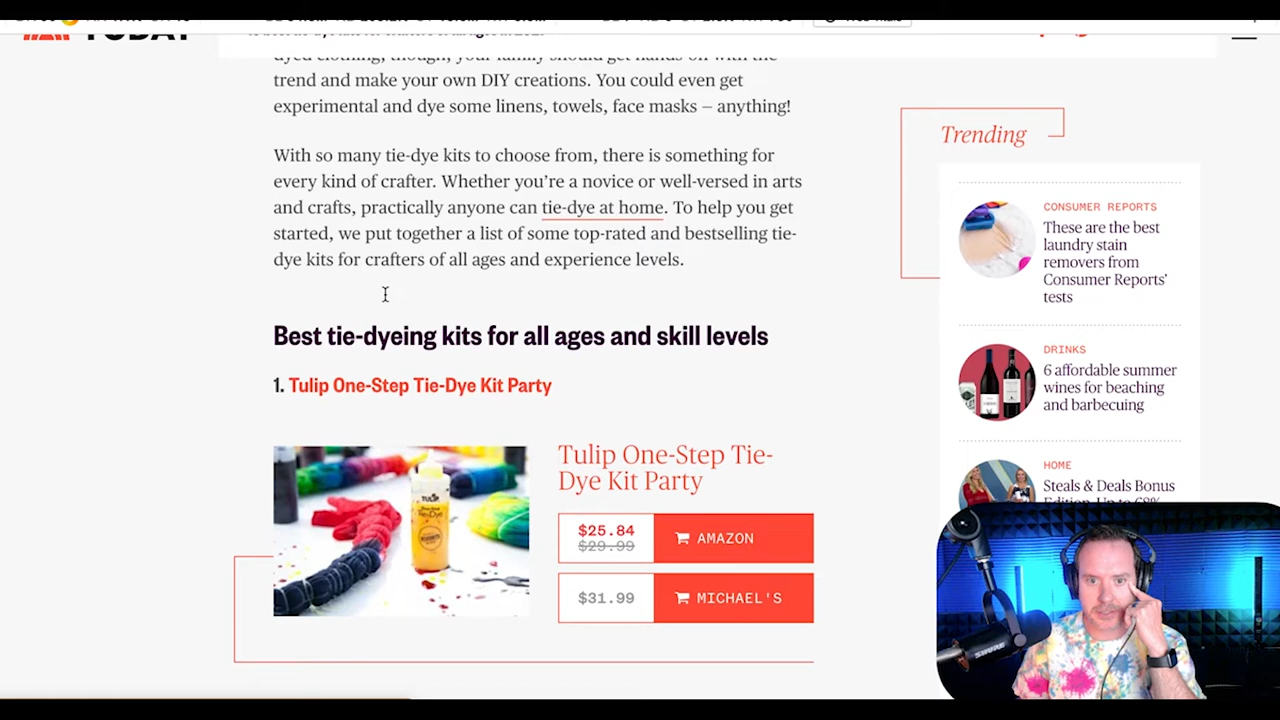 TODAY
dyed clothing, though, your family should get hands-on with the
trend and make your own DIY creations. You could even get
experimental and dye some linens, towels, face masks — anything!
With so many tie-dye kits to choose from, there is something for
every kind of crafter. Whether you're a novice or well-versed in arts
and crafts, practically anyone can tie-dye at home. To help you get
started, we put together a list of some top-rated and bestselling tie-
dye kits for crafters of all ages and experience levels.
Best tie-dyeing kits for all ages and skill levels
1. Tulip One-Step Tie-Dye Kit Party
TULIP
Tulip One-Step Tie-
Dye Kit Party
$25.84
$29.99
AMAZON
$31.99
MICHAEL'S
Trending
CONSUMER REPORTS
These are the best
laundry stain
removers from
Consumer Reports'
tests
DRINKS
6 affordable summer
wines for beaching
and barbecuing
HOME
Steals & Deals Bonus
Edition
SHURE